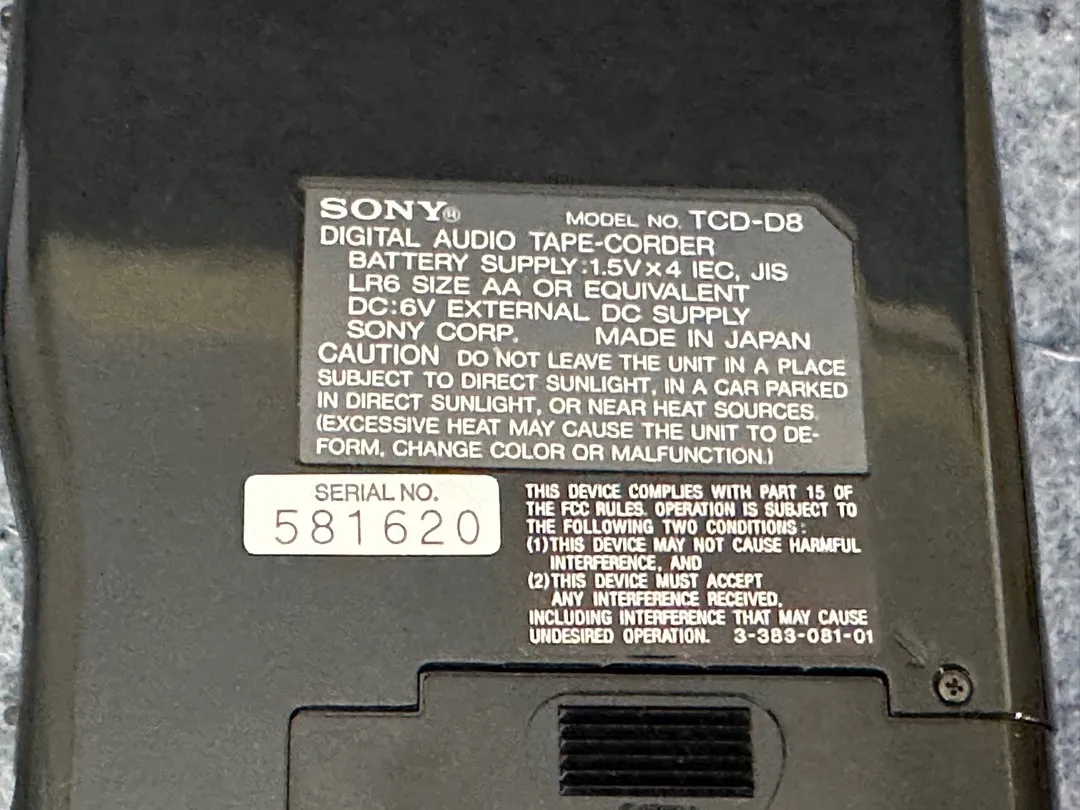 SONY® MODEL NO. TCD-D8
DIGITAL AUDIO TAPE-CORDER
BATTERY SUPPLY:1.5V×4 IEC, JIS
LR6 SIZE AA OR EQUIVALENT
DC:6V EXTERNAL DC SUPPLY
SONY CORP. MADE IN JAPAN
CAUTION DO NOT LEAVE THE UNIT IN A PLACE
SUBJECT TO DIRECT SUNLIGHT, IN A CAR PARKED
IN DIRECT SUNLIGHT, OR NEAR HEAT SOURCES.
(EXCESSIVE HEAT MAY CAUSE THE UNIT TO DE-
FORM, CHANGE COLOR OR MALFUNCTION.)
SERIAL NO.
581620
THIS DEVICE COMPLIES WITH PART 15 OF
THE FCC RULES. OPERATION IS SUBJECT TO
THE FOLLOWING TWO CONDITIONS:
(1)THIS DEVICE MAY NOT CAUSE HARMFUL
INTERFERENCE, AND
(2)THIS DEVICE MUST ACCEPT
ANY INTERFERENCE RECEIVED,
INCLUDING INTERFERENCE THAT MAY CAUSE
UNDESIRED OPERATION. 3-383-081-01